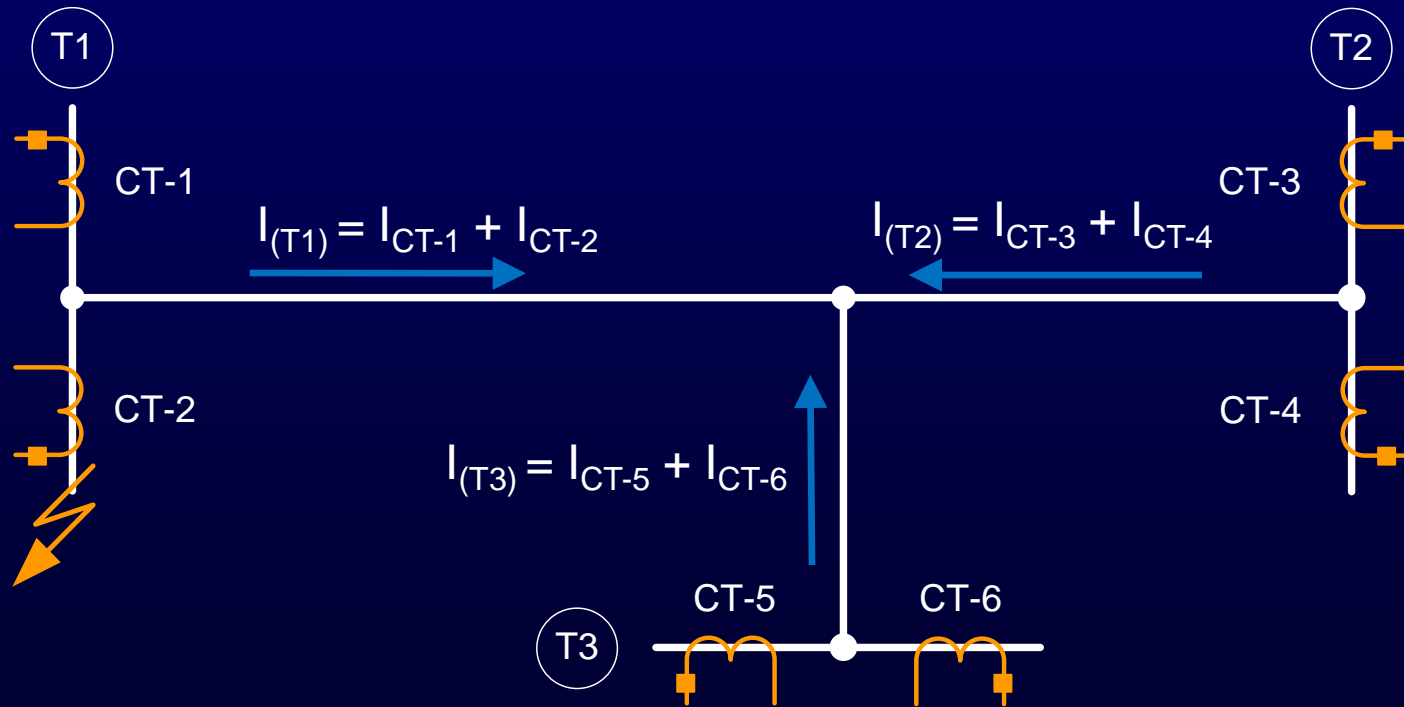 T1
T2
CT-1
CT-3
I(T1) = ICT-1 + ICT-2
I(T2) = ICT-3 + ICT-4
CT-2
CT-4
I(T3) = ICT-5 + ICT-6
CT-5
CT-6
T3